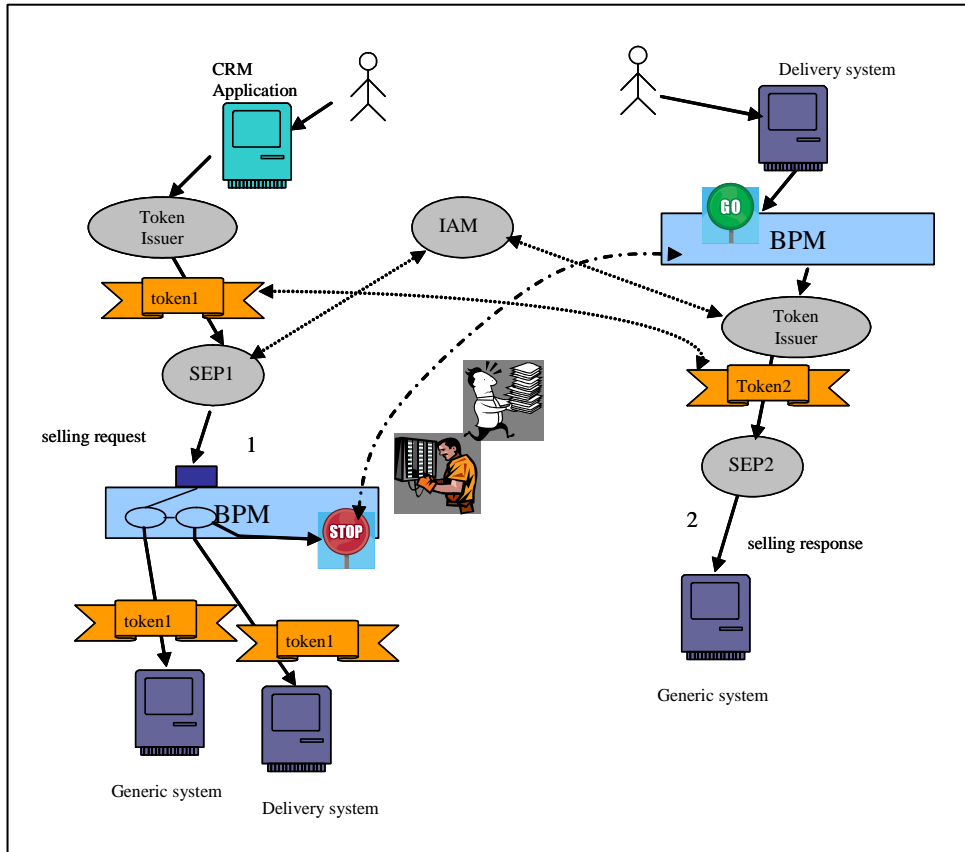 CRM
Application
Delivery system
Token
Issuer
IAM
GO
BPM
token1
Token
Issuer
SEP1
Token2
selling request
1
SEP2
BPM
STOP
2
selling response
token1
token1
Generic system
Generic system
Delivery system